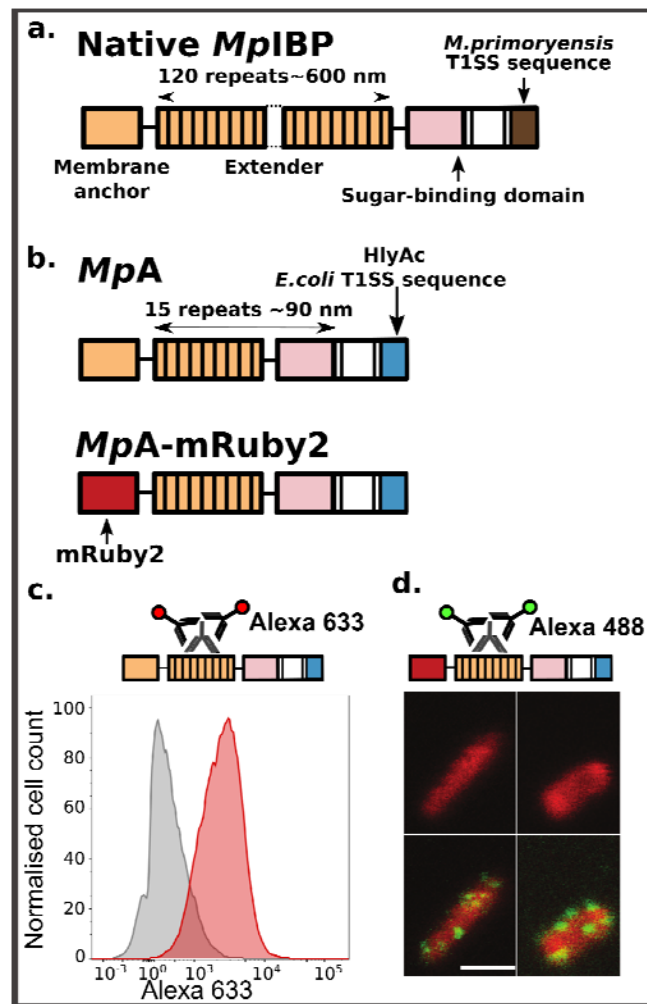 a.
Native MpIBP
120 repeats~600 nm
M.primoryensis
T1SS sequence
Membrane
anchor
Extender
Sugar-binding domain
b.
MpA
HlyAc
E.coli T1SS sequence
15 repeats ~90 nm
MpA-mRuby2
mRuby2
c.
Alexa 633
d.
Alexa 488
Normalised cell count
100
80
60
40
20
0
10⁻¹ 10⁰ 10³ 10⁴ 10⁵
Alexa 633